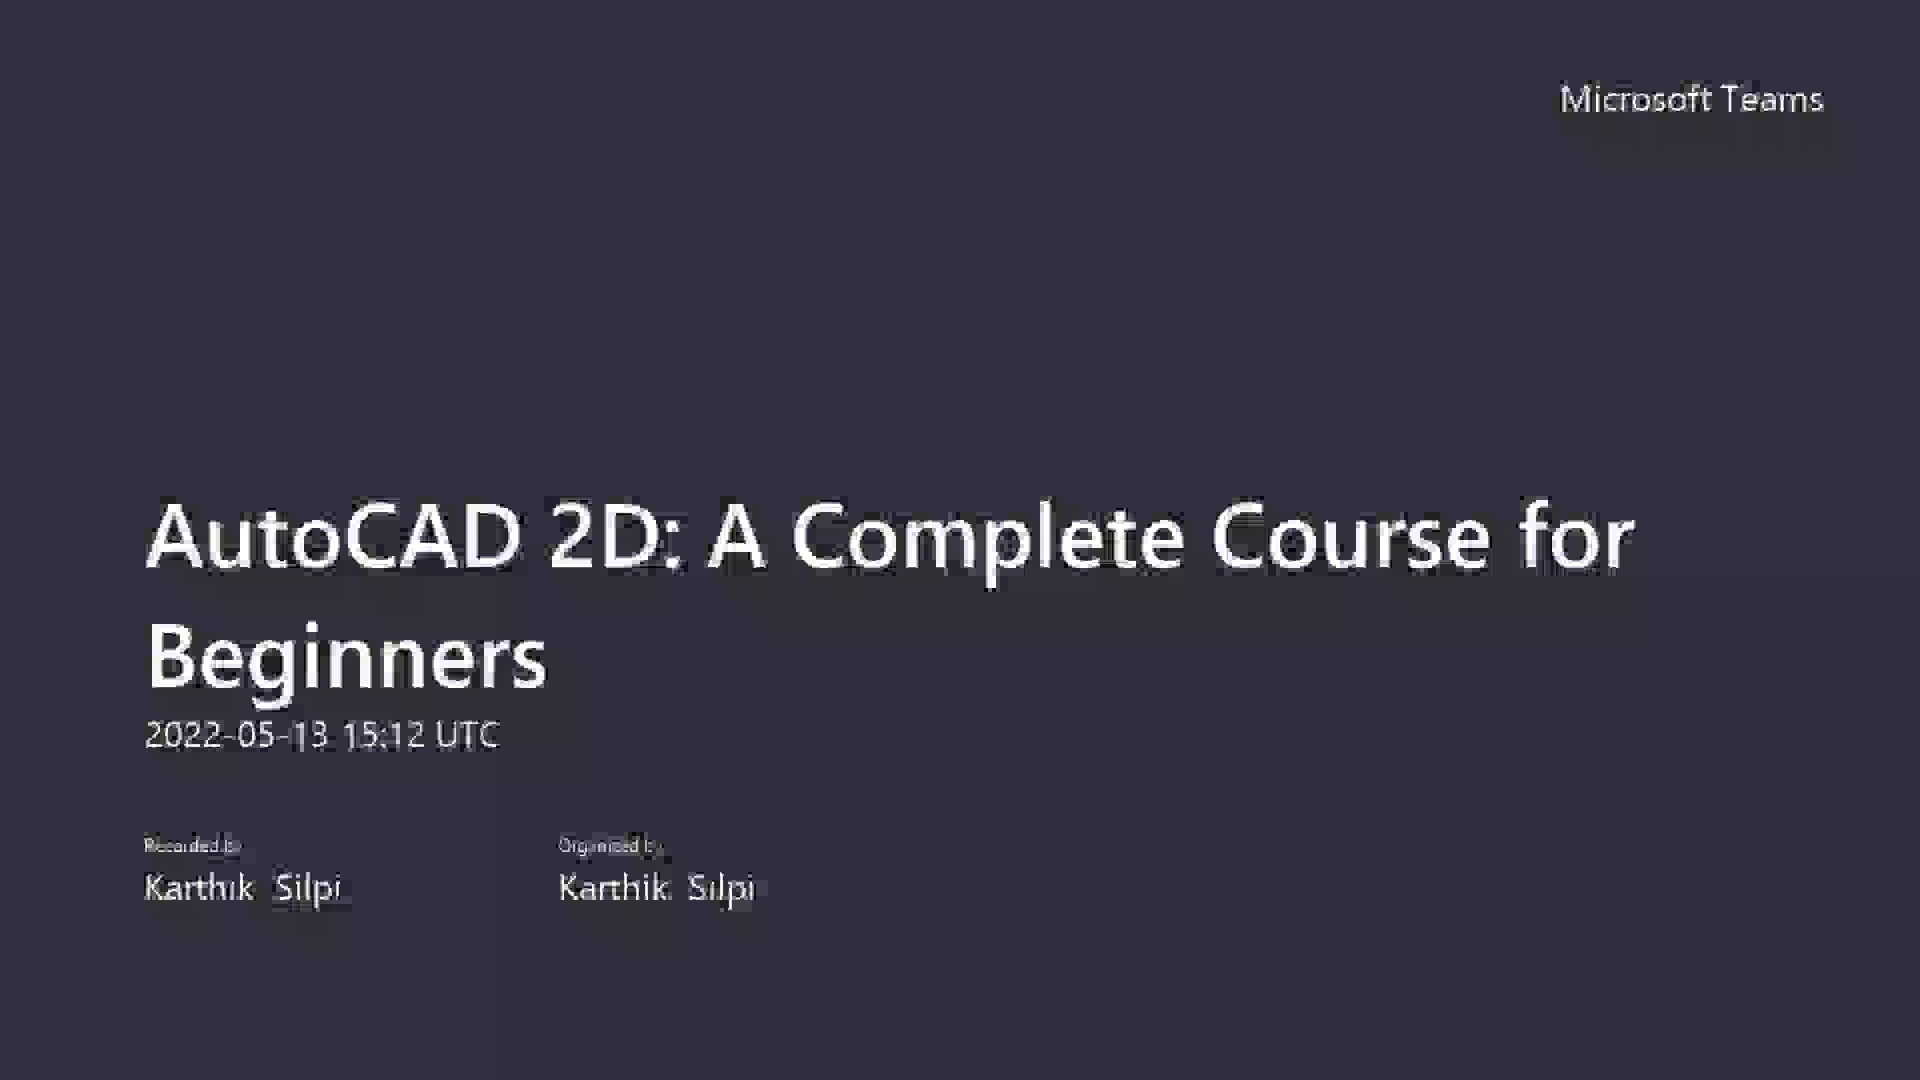 Microsoft Teams
AutoCAD 2D: A Complete Course for
Beginners
2022-05-13 15:12 UTC
Recorded by
Organized by
Karthik Silpi
Karthik Silpi